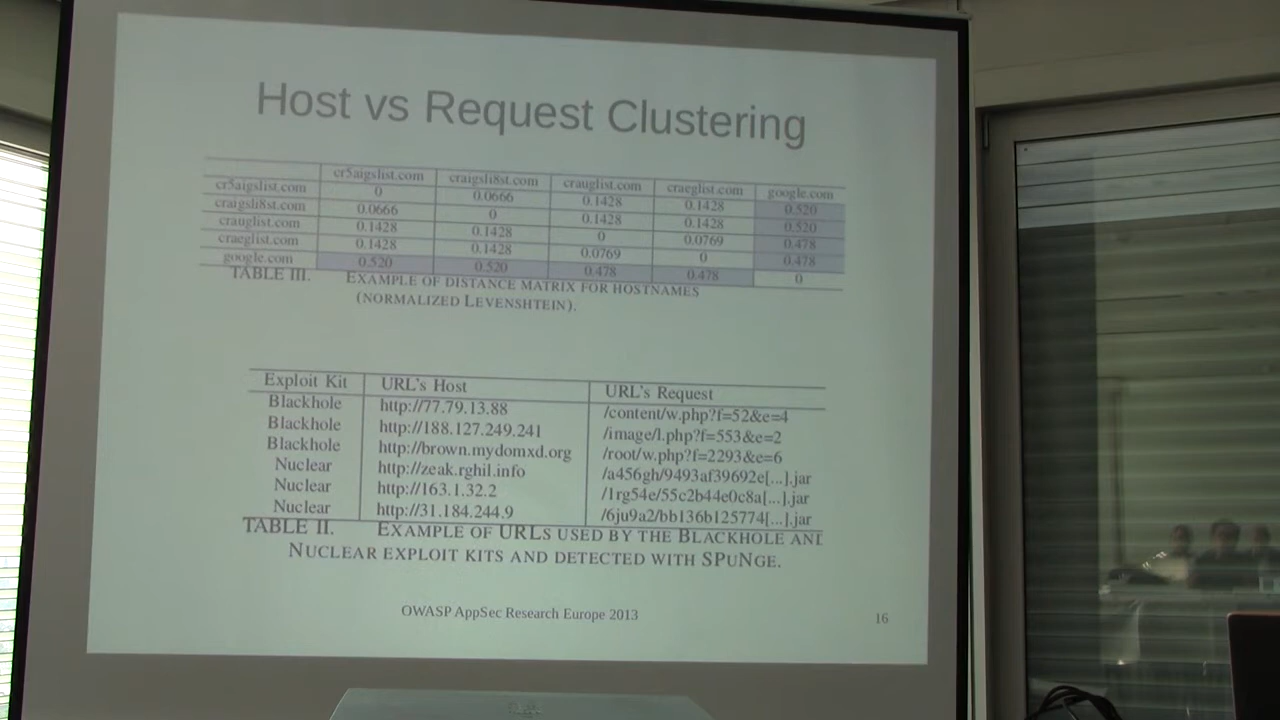 Host vs Request Clustering
cr5aigslist.com craigsli8st.com crauglist.com craeglist.com google.com
cr5aigslist.com 0 0.0666 0.1428 0.1428 0.520
craigsli8st.com 0.0666 0 0.1428 0.1428 0.520
crauglist.com 0.1428 0.1428 0 0.0769 0.478
craeglist.com 0.1428 0.1428 0.0769 0 0.478
google.com 0.520 0.520 0.478 0.478 0
TABLE III. EXAMPLE OF DISTANCE MATRIX FOR HOSTNAMES
(NORMALIZED LEVENSHTEIN).
Exploit Kit URL's Host URL's Request
Blackhole http://77.79.13.88 /content/w.php?f=52&e=4
Blackhole http://188.127.249.241 /image/l.php?f=553&e=2
Blackhole http://brown.mydomxd.org /root/w.php?f=2293&e=6
Nuclear http://zeak.rghil.info /a456gh/9493af39692e[...].jar
Nuclear http://163.1.32.2 /1rg54e/55c2b44e0c8a[...].jar
Nuclear http://31.184.244.9 /6ju9a2/bb136b125774[...].jar
TABLE II. EXAMPLE OF URLS USED BY THE BLACKHOLE AND
NUCLEAR EXPLOIT KITS AND DETECTED WITH SPUNGE.
OWASP AppSec Research Europe 2013
16